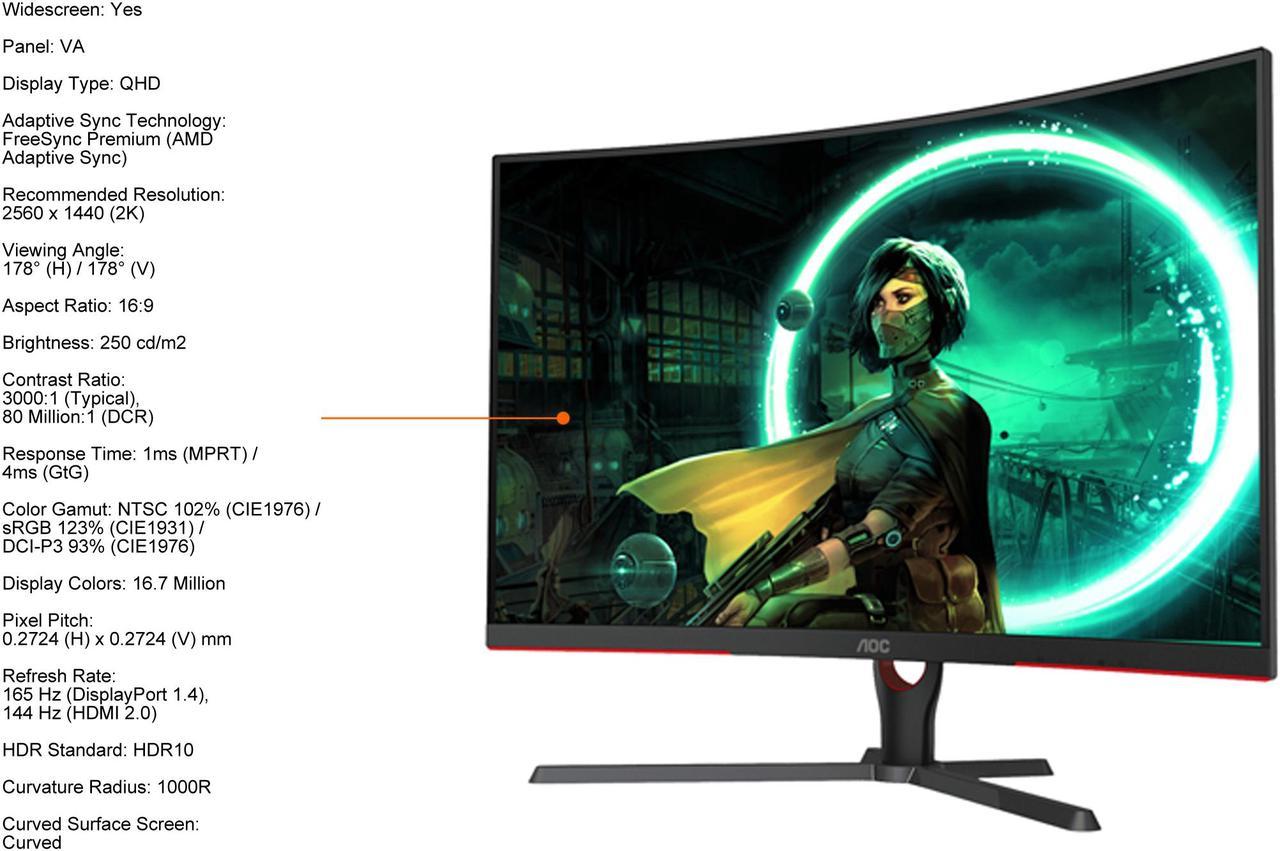 Widescreen: Yes
Panel: VA
Display Type: QHD
Adaptive Sync Technology:
FreeSync Premium (AMD
Adaptive Sync)
Recommended Resolution:
2560 x 1440 (2K)
Viewing Angle:
178° (H) / 178° (V)
Aspect Ratio: 16:9
Brightness: 250 cd/m2
Contrast Ratio:
3000:1 (Typical),
80 Million:1 (DCR)
Response Time: 1ms (MPRT) /
4ms (GtG)
Color Gamut: NTSC 102% (CIE1976) /
sRGB 123% (CIE1931) /
DCI-P3 93% (CIE1976)
Display Colors: 16.7 Million
Pixel Pitch:
0.2724 (H) x 0.2724 (V) mm
Refresh Rate:
165 Hz (DisplayPort 1.4),
144 Hz (HDMI 2.0)
HDR Standard: HDR10
Curvature Radius: 1000R
Curved Surface Screen:
Curved
AOC